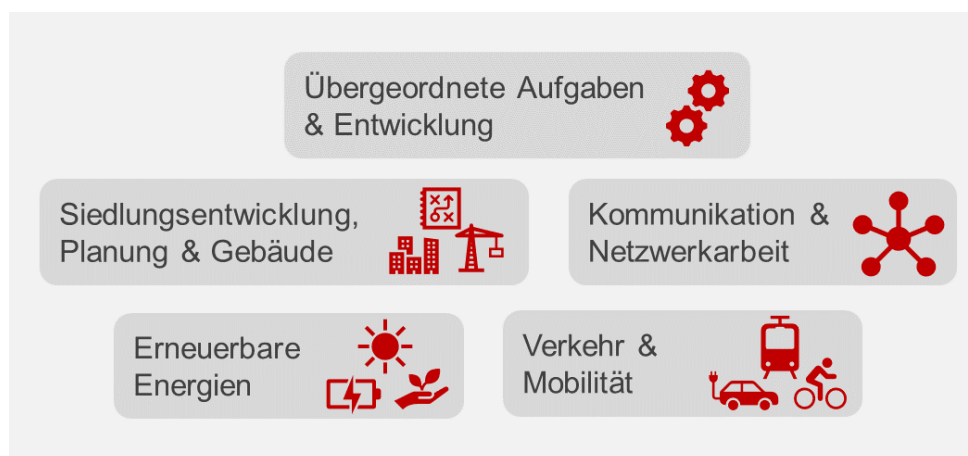 Übergeordnete Aufgaben
& Entwicklung
Siedlungsentwicklung,
Planung & Gebäude
Kommunikation &
Netzwerkarbeit
Erneuerbare
Energien
Verkehr &
Mobilität